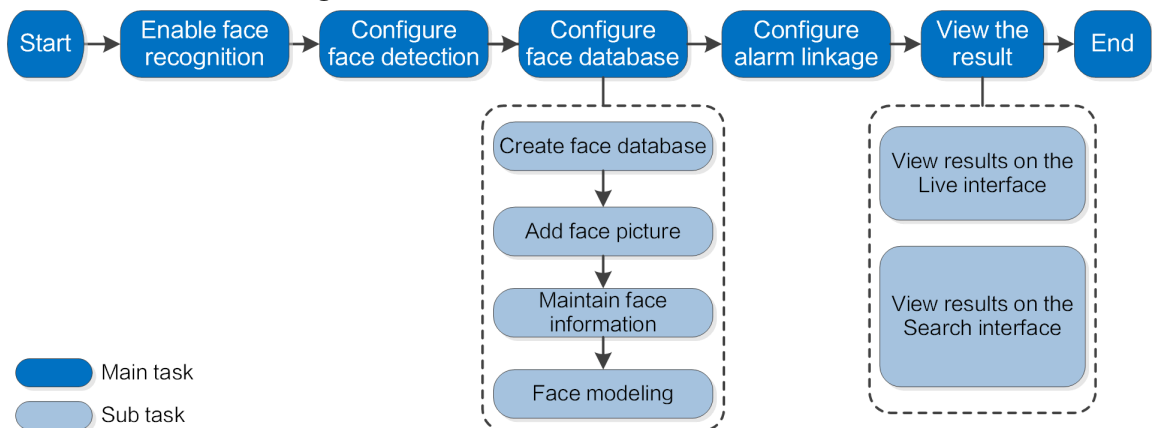 Start
Enable face
recognition
Configure
face detection
Configure
face database
Configure
alarm linkage
View the
result
End
Create face database
Add face picture
Maintain face
information
Face modeling
View results on the
Live interface
View results on the
Search interface
Main task
Sub task